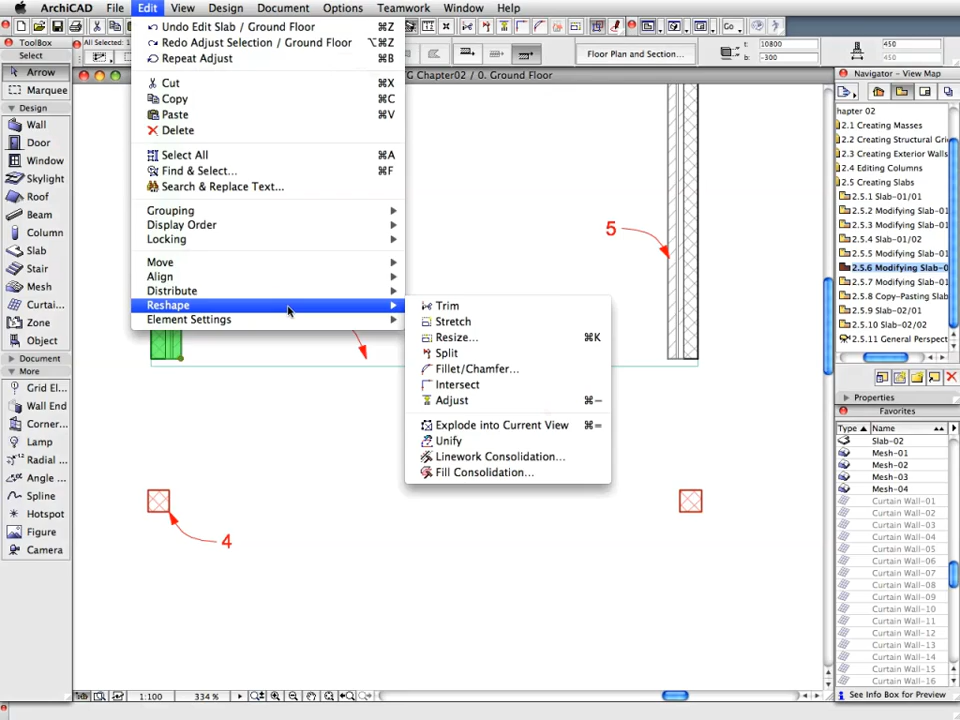 ArchiCAD File Edit View Design Document Options Teamwork Window Help
ToolBox
Select
Arrow
Marquee
Design
Wall
Door
Window
Skylight
Roof
Beam
Column
Slab
Stair
Mesh
Curtai...
Zone
Object
Document
More
Grid El...
Wall End
Corner...
Lamp
Radial ...
Angle ...
Spline
Hotspot
Figure
Camera
All Selected:
Undo Edit Slab / Ground Floor ⌘Z
Redo Adjust Selection / Ground Floor ⌥⌘Z
Repeat Adjust ⌘B
Cut ⌘X
Copy ⌘C
Paste ⌘V
Delete
Select All ⌘A
Find & Select... ⌘F
Search & Replace Text...
Grouping
Display Order
Locking
Move
Align
Distribute
Reshape
Element Settings
Trim
Stretch
Resize... ⌘K
Split
Fillet/Chamfer...
Intersect
Adjust ⌘−
Explode into Current View ⌘=
Unify
Linework Consolidation...
Fill Consolidation...
Go...
Floor Plan and Section...
t: 10800
b: -300
450
450
Chapter02 / 0. Ground Floor
5
4
1:100
334 %
Navigator - View Map
hapter 02
2.1 Creating Masses
2.2 Creating Structural Gri
2.3 Creating Exterior Walls
2.4 Editing Columns
2.5 Creating Slabs
2.5.1 Slab-01/01
2.5.2 Modifying Slab-01
2.5.3 Modifying Slab-01
2.5.4 Slab-01/02
2.5.5 Modifying Slab-01
2.5.6 Modifying Slab-0
2.5.7 Modifying Slab-01
2.5.8 Copy-Pasting Slab
2.5.9 Slab-02/01
2.5.10 Slab-02/02
2.5.11 General Perspect
Properties
Favorites
Type Name
Slab-02
Mesh-01
Mesh-02
Mesh-03
Mesh-04
Curtain Wall-01
Curtain Wall-02
Curtain Wall-03
Curtain Wall-04
Curtain Wall-05
Curtain Wall-06
Curtain Wall-07
Curtain Wall-08
Curtain Wall-09
Curtain Wall-10
Curtain Wall-11
Curtain Wall-12
Curtain Wall-13
Curtain Wall-14
Curtain Wall-15
Curtain Wall-16
See Info Box for Preview